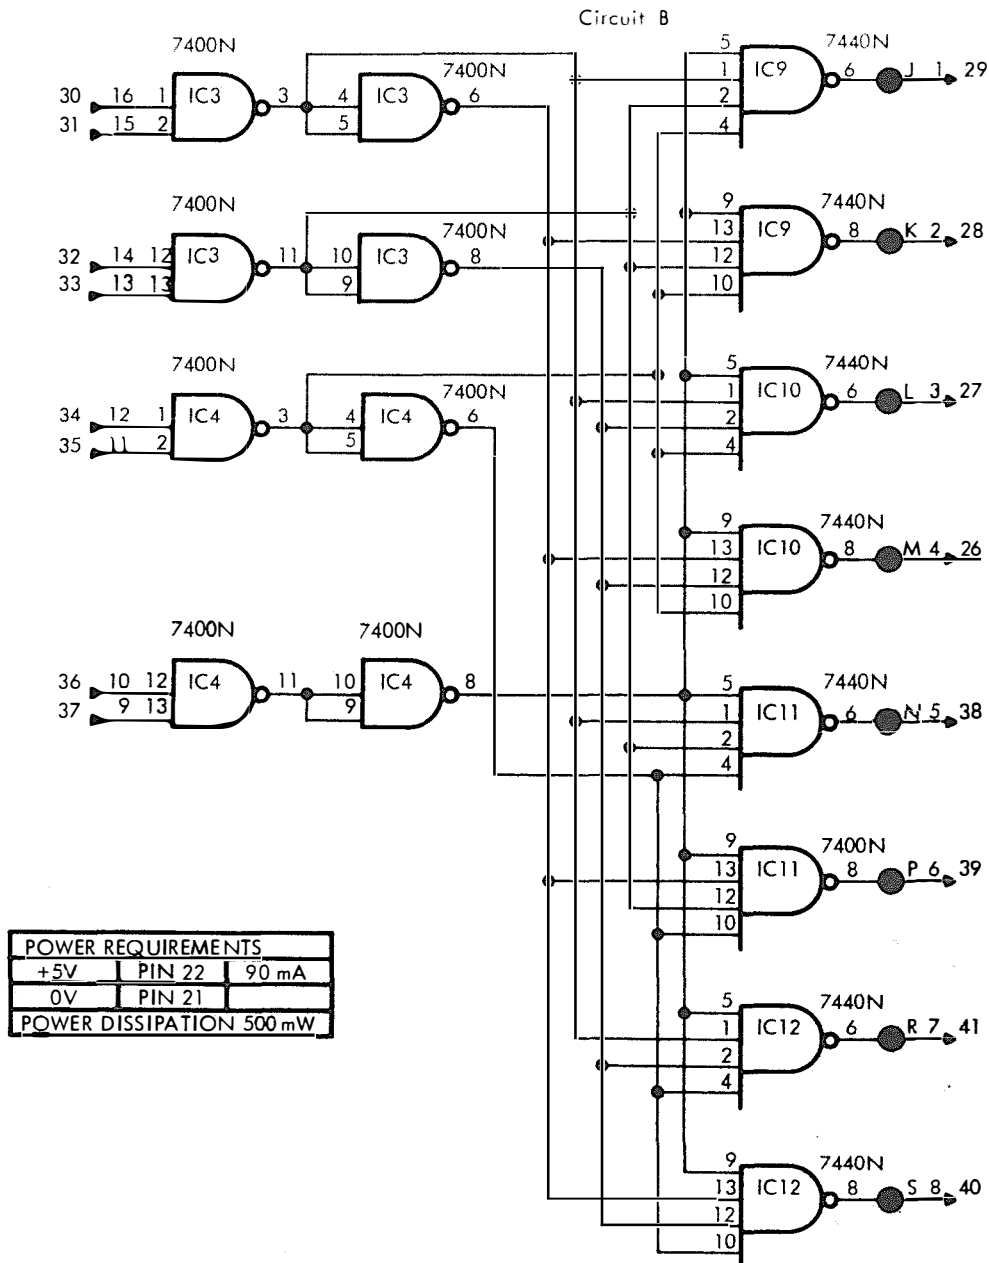 Circuit B
7400N
7400N
30 16 1 IC3 3 4 IC3 6
31 15 2 5
7440N
5
1 IC9 6 J 1 29
2
4
7400N
7400N
32 14 12 IC3 11 10 IC3 8
33 13 13 9
7440N
9
13 IC9 8 K 2 28
12
10
7400N
7400N
34 12 1 IC4 3 4 IC4 6
35 11 2 5
7440N
5
1 IC10 6 L 3 27
2
4
7440N
9
13 IC10 8 M 4 26
12
10
7400N 7400N
36 10 12 IC4 11 10 IC4 8
37 9 13 9
7440N
5
1 IC11 6 N 5 38
2
4
7400N
9
13 IC11 8 P 6 39
12
10
POWER REQUIREMENTS
+5V PIN 22 90 mA
0V PIN 21
POWER DISSIPATION 500 mW
7440N
5
1 IC12 6 R 7 41
2
4
7440N
9
13 IC12 8 S 8 40
12
10